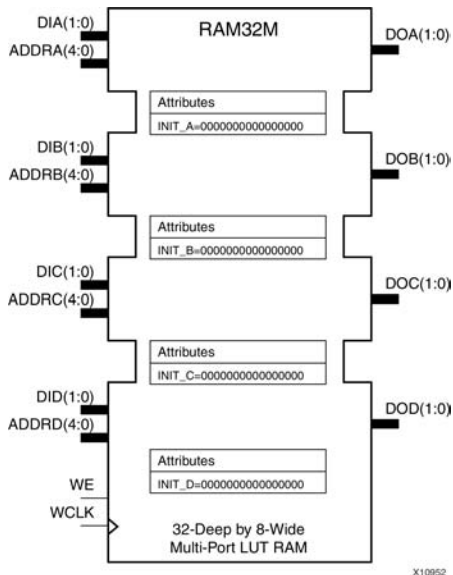 RAM32M
DIA(1:0)
ADDRA(4:0)
DOA(1:0)
Attributes
INIT_A=0000000000000000
DIB(1:0)
ADDRB(4:0)
DOB(1:0)
Attributes
INIT_B=0000000000000000
DIC(1:0)
ADDRC(4:0)
DOC(1:0)
Attributes
INIT_C=0000000000000000
DID(1:0)
ADDRD(4:0)
DOD(1:0)
Attributes
INIT_D=0000000000000000
WE
WCLK
32-Deep by 8-Wide
Multi-Port LUT RAM
X10952